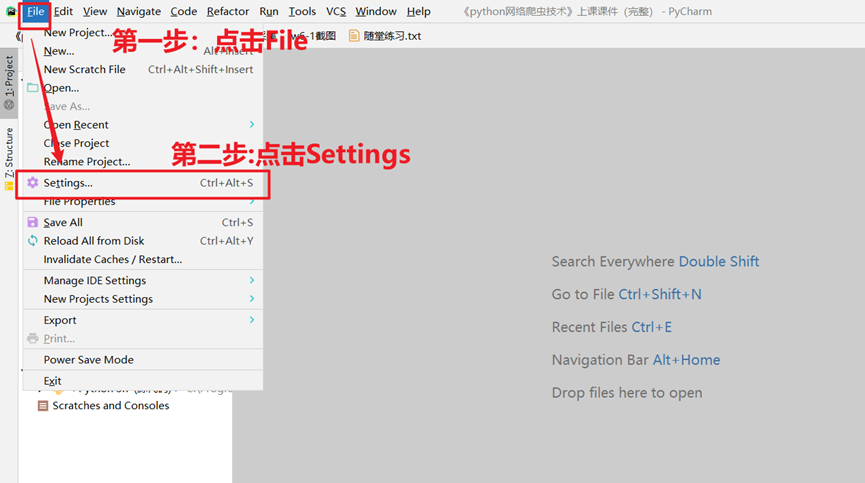 File Edit View Navigate Code Refactor Run Tools VCS Window Help 《python网络爬虫技术》上课课件（完整） - PyCharm
New Project...
第一步：点击File
w6-1截图 随堂练习.txt
New... Alt+Insert
New Scratch File Ctrl+Alt+Shift+Insert
1: Project
Open...
Save As...
Open Recent
Close Project
第二步:点击Settings
Rename Project...
Z: Structure
Settings... Ctrl+Alt+S
File Properties
Save All Ctrl+S
Reload All from Disk Ctrl+Alt+Y
Invalidate Caches / Restart...
Manage IDE Settings
New Projects Settings
Export
Print...
Power Save Mode
Exit
Scratches and Consoles
Search Everywhere Double Shift
Go to File Ctrl+Shift+N
Recent Files Ctrl+E
Navigation Bar Alt+Home
Drop files here to open